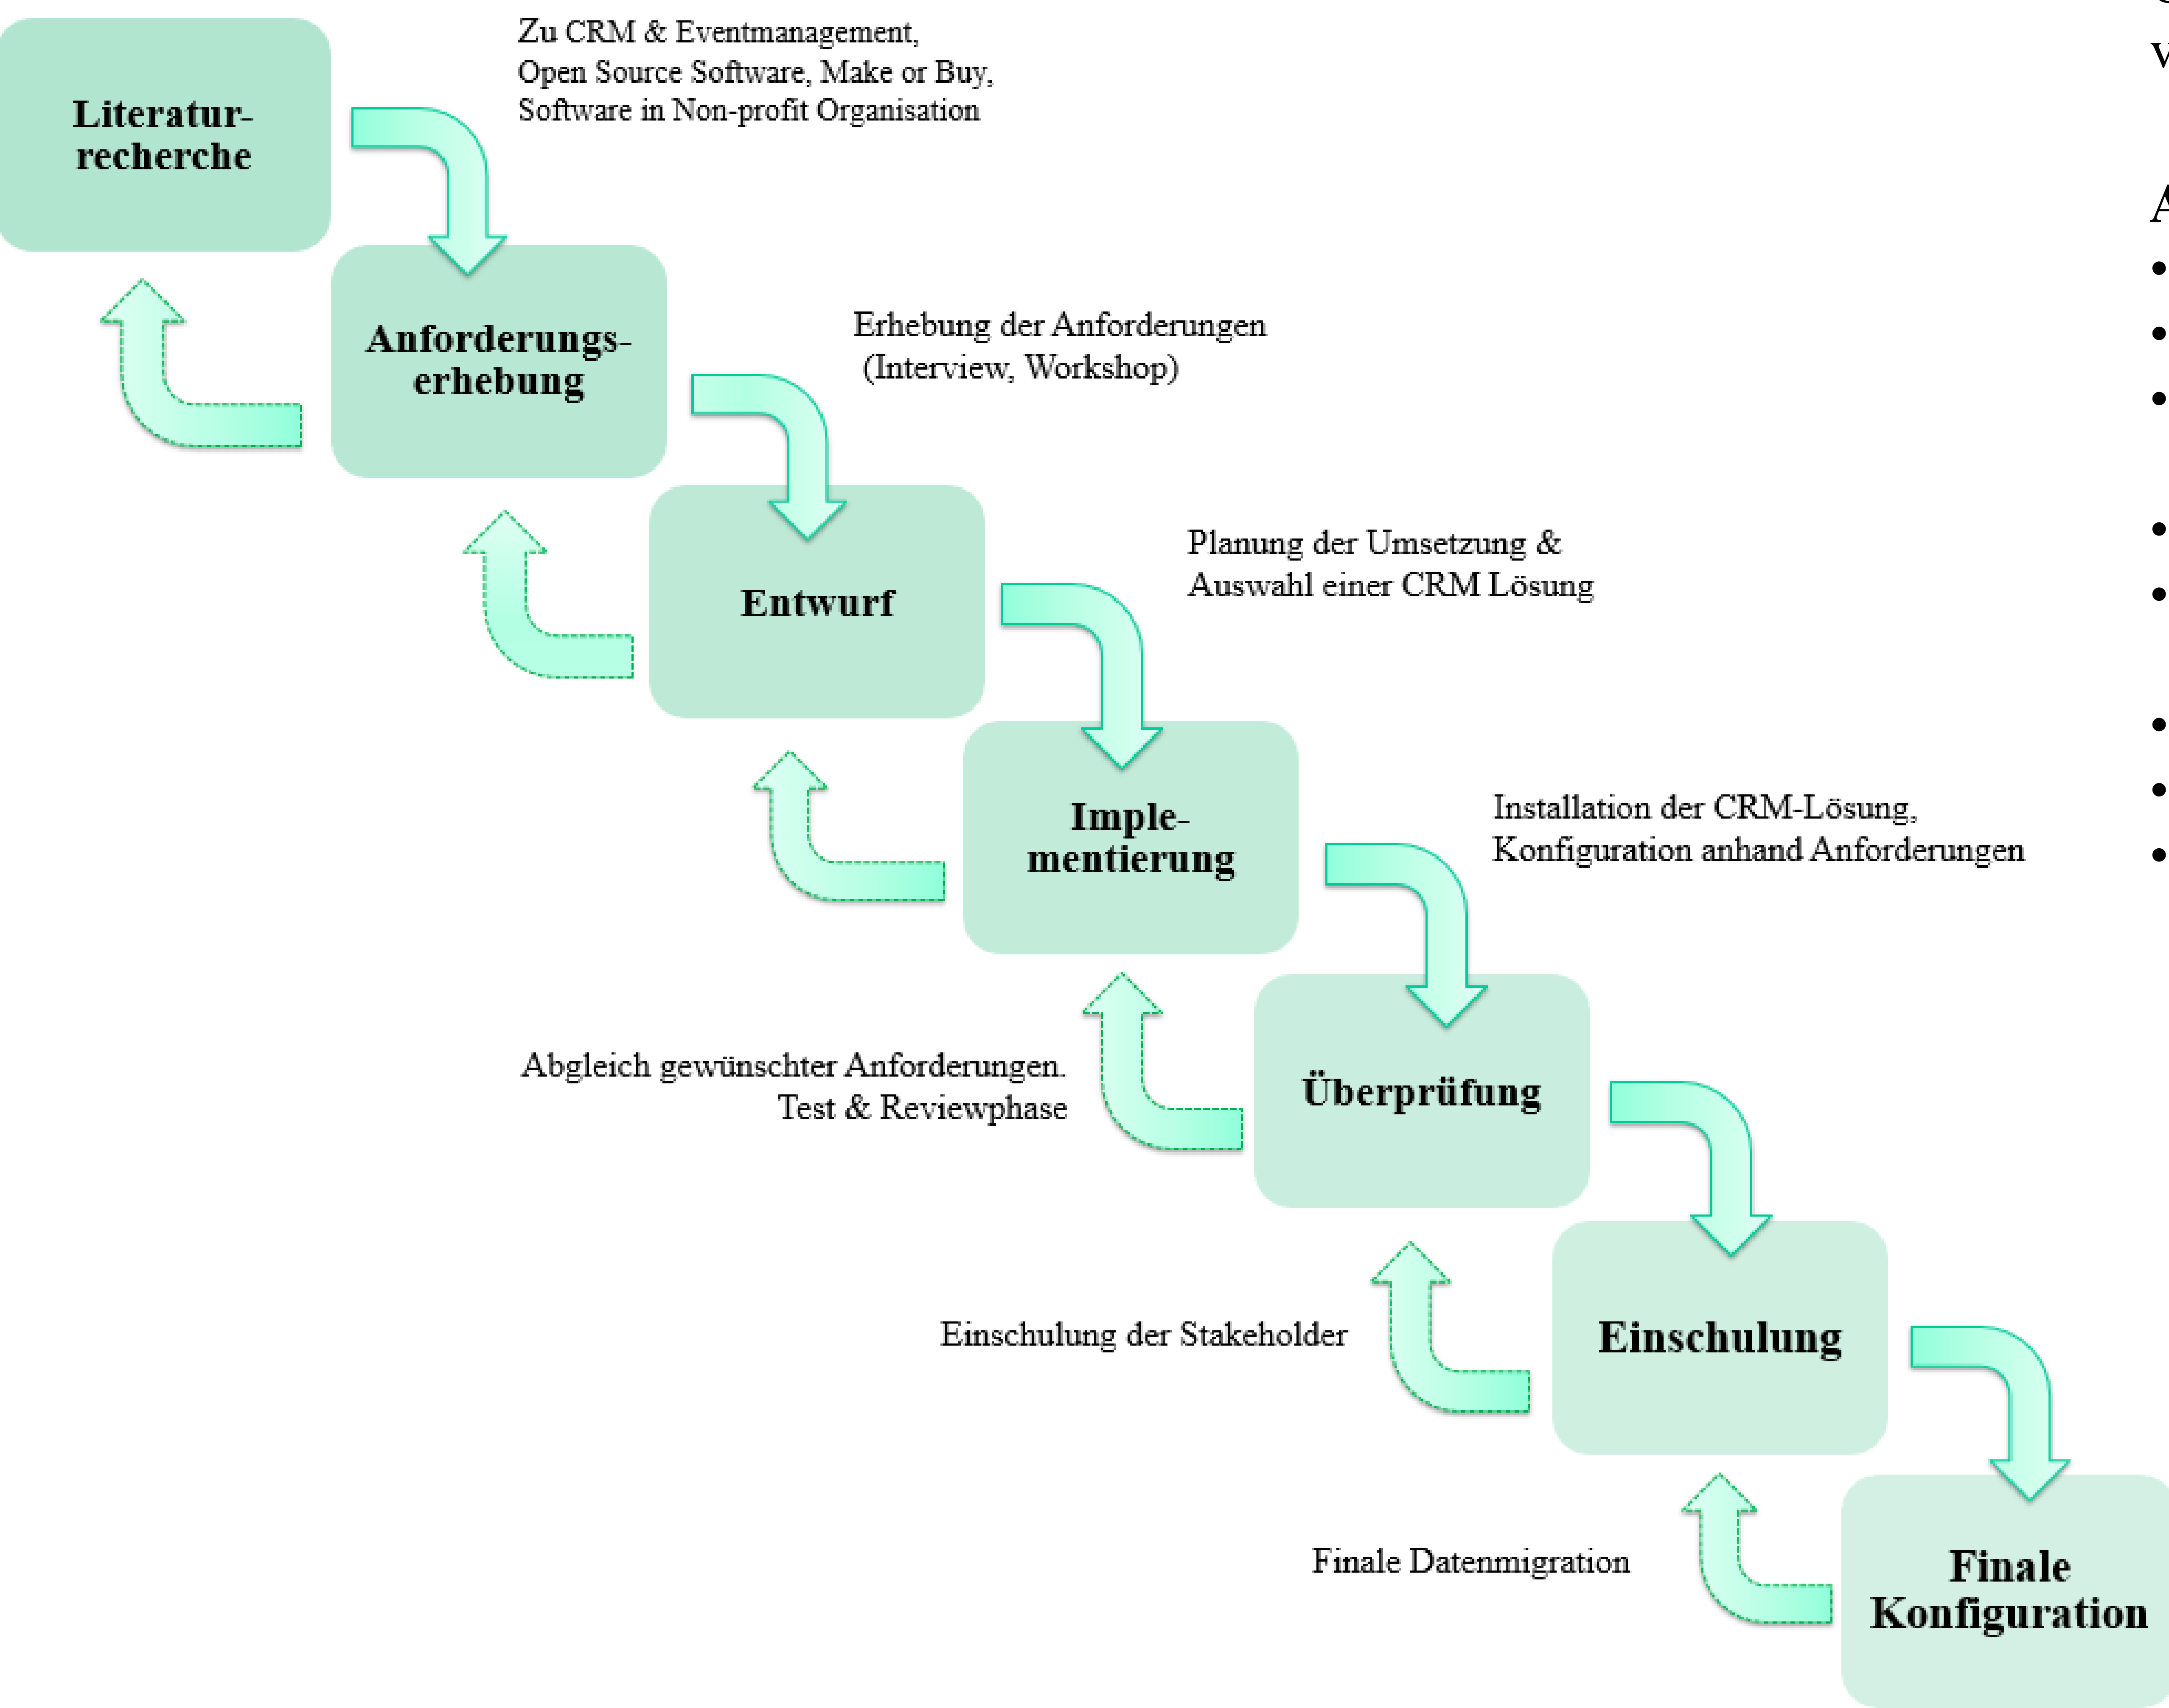 Literatur-
recherche
Zu CRM & Eventmanagement,
Open Source Software, Make or Buy,
Software in Non-profit Organisation
Anforderungs-
erhebung
Erhebung der Anforderungen
(Interview, Workshop)
Entwurf
Planung der Umsetzung &
Auswahl einer CRM Lösung
Imple-
mentierung
Installation der CRM-Lösung,
Konfiguration anhand Anforderungen
Überprüfung
Abgleich gewünschter Anforderungen.
Test & Reviewphase
Einschulung
Einschulung der Stakeholder
Finale
Konfiguration
Finale Datenmigration